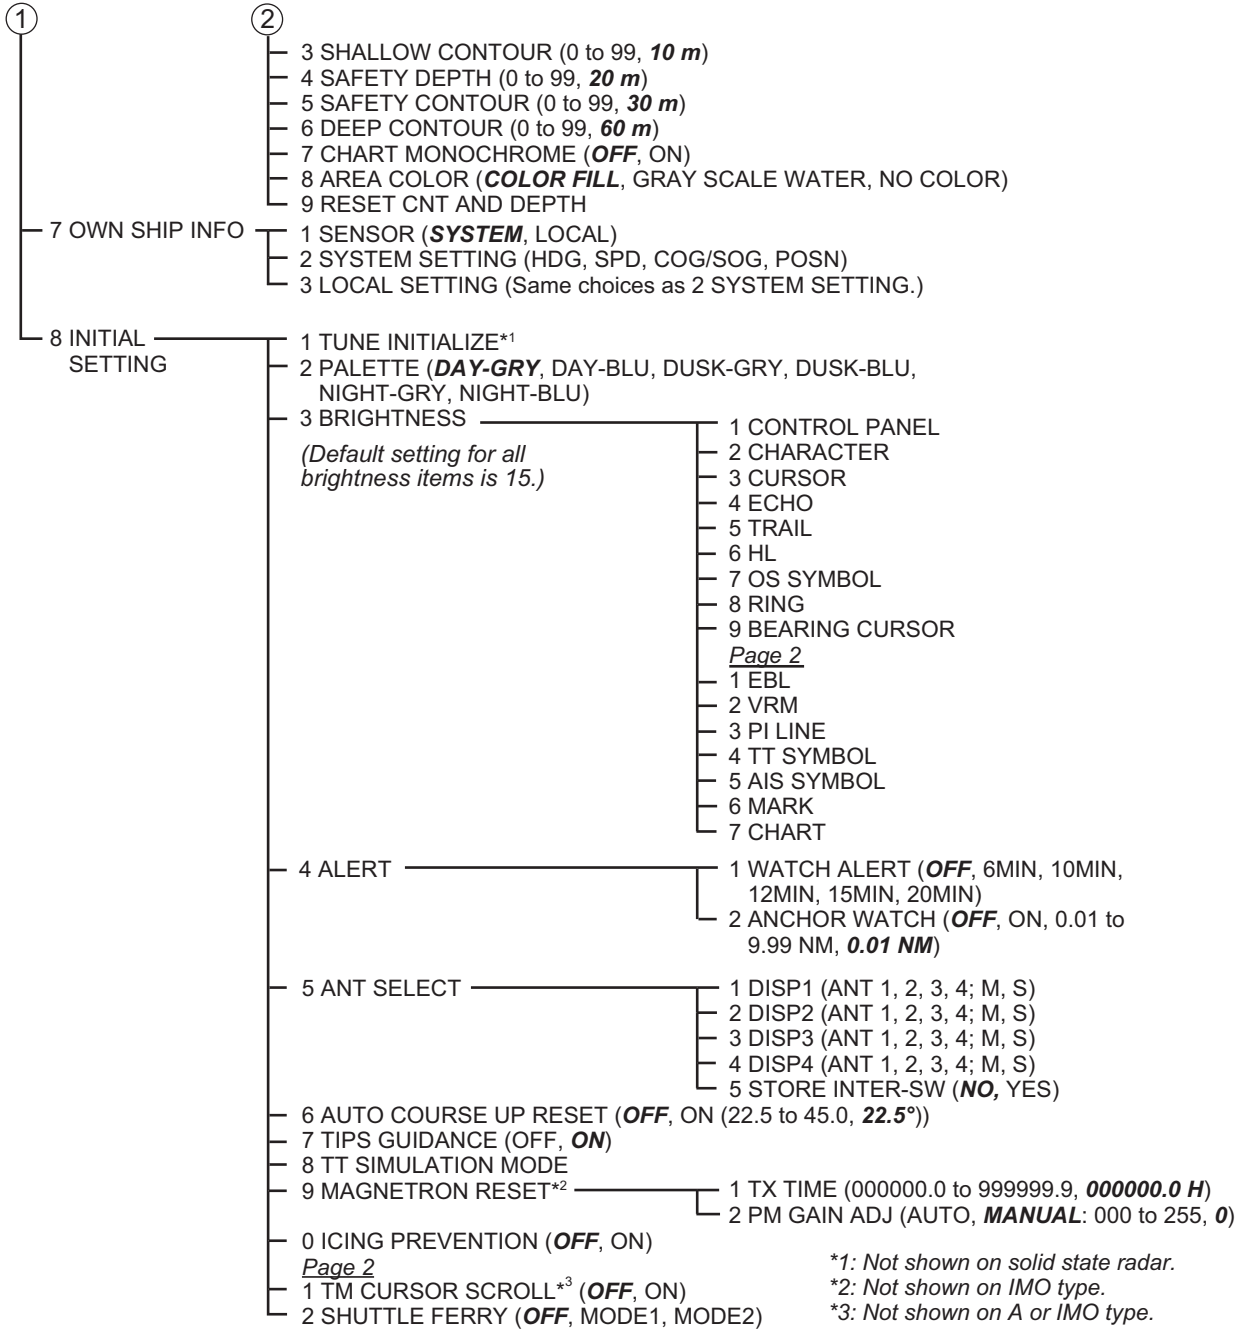 1
2
3 SHALLOW CONTOUR (0 to 99, 10 m)
4 SAFETY DEPTH (0 to 99, 20 m)
5 SAFETY CONTOUR (0 to 99, 30 m)
6 DEEP CONTOUR (0 to 99, 60 m)
7 CHART MONOCHROME (OFF, ON)
8 AREA COLOR (COLOR FILL, GRAY SCALE WATER, NO COLOR)
9 RESET CNT AND DEPTH
7 OWN SHIP INFO
1 SENSOR (SYSTEM, LOCAL)
2 SYSTEM SETTING (HDG, SPD, COG/SOG, POSN)
3 LOCAL SETTING (Same choices as 2 SYSTEM SETTING.)
8 INITIAL
SETTING
1 TUNE INITIALIZE*1
2 PALETTE (DAY-GRY, DAY-BLU, DUSK-GRY, DUSK-BLU,
NIGHT-GRY, NIGHT-BLU)
3 BRIGHTNESS
(Default setting for all
brightness items is 15.)
1 CONTROL PANEL
2 CHARACTER
3 CURSOR
4 ECHO
5 TRAIL
6 HL
7 OS SYMBOL
8 RING
9 BEARING CURSOR
Page 2
1 EBL
2 VRM
3 PI LINE
4 TT SYMBOL
5 AIS SYMBOL
6 MARK
7 CHART
4 ALERT
1 WATCH ALERT (OFF, 6MIN, 10MIN,
12MIN, 15MIN, 20MIN)
2 ANCHOR WATCH (OFF, ON, 0.01 to
9.99 NM, 0.01 NM)
5 ANT SELECT
1 DISP1 (ANT 1, 2, 3, 4; M, S)
2 DISP2 (ANT 1, 2, 3, 4; M, S)
3 DISP3 (ANT 1, 2, 3, 4; M, S)
4 DISP4 (ANT 1, 2, 3, 4; M, S)
5 STORE INTER-SW (NO, YES)
6 AUTO COURSE UP RESET (OFF, ON (22.5 to 45.0, 22.5°))
7 TIPS GUIDANCE (OFF, ON)
8 TT SIMULATION MODE
9 MAGNETRON RESET*2
1 TX TIME (000000.0 to 999999.9, 000000.0 H)
2 PM GAIN ADJ (AUTO, MANUAL: 000 to 255, 0)
0 ICING PREVENTION (OFF, ON)
Page 2
1 TM CURSOR SCROLL*3 (OFF, ON)
2 SHUTTLE FERRY (OFF, MODE1, MODE2)
*1: Not shown on solid state radar.
*2: Not shown on IMO type.
*3: Not shown on A or IMO type.